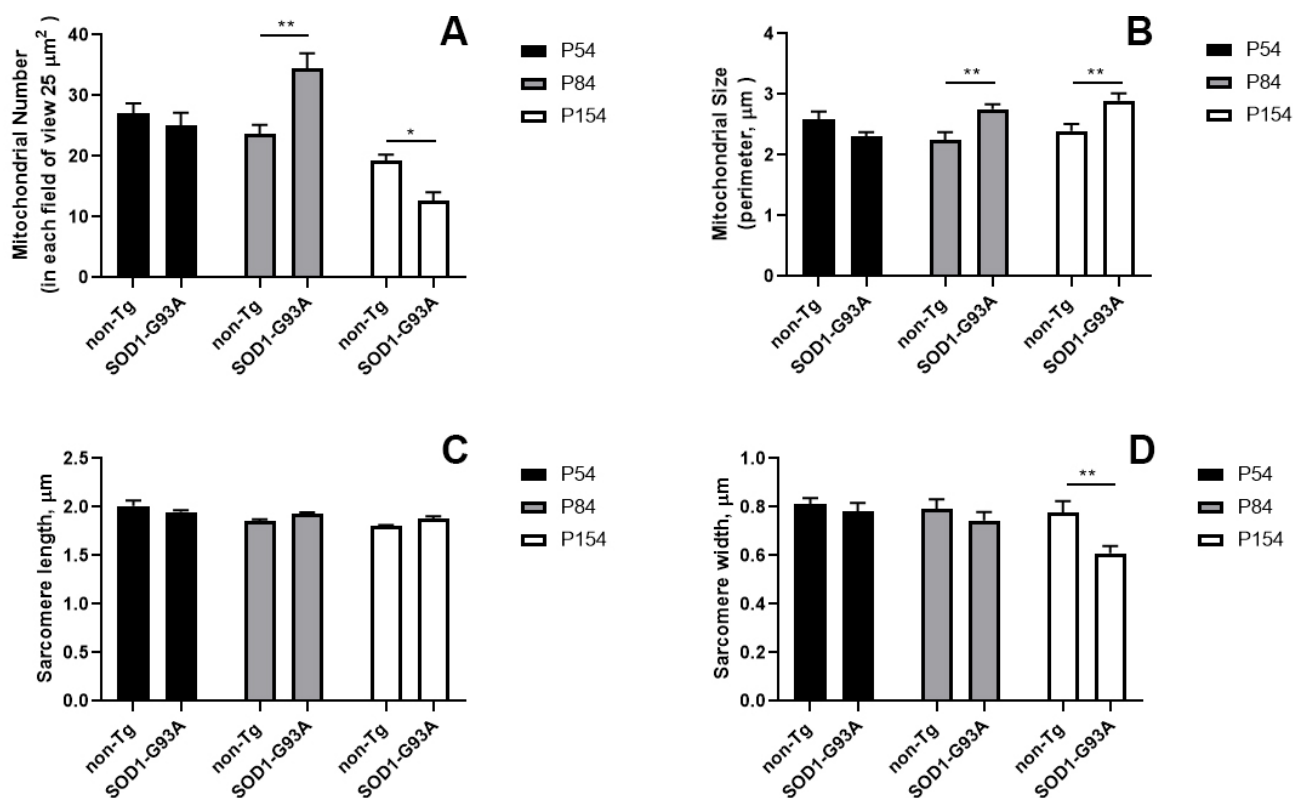 A
Mitochondrial Number
(in each field of view 25 μm²)
40
30
20
10
0
**
*
non-Tg
SOD1-G93A
non-Tg
SOD1-G93A
non-Tg
SOD1-G93A
P54
P84
P154
B
Mitochondrial Size
(perimeter, μm )
4
3
2
1
0
**
**
non-Tg
SOD1-G93A
non-Tg
SOD1-G93A
non-Tg
SOD1-G93A
P54
P84
P154
C
Sarcomere length, μm
2.5
2.0
1.5
1.0
0.5
0.0
non-Tg
SOD1-G93A
non-Tg
SOD1-G93A
non-Tg
SOD1-G93A
P54
P84
P154
D
Sarcomere width, μm
1.0
0.8
0.6
0.4
0.2
0.0
**
non-Tg
SOD1-G93A
non-Tg
SOD1-G93A
non-Tg
SOD1-G93A
P54
P84
P154